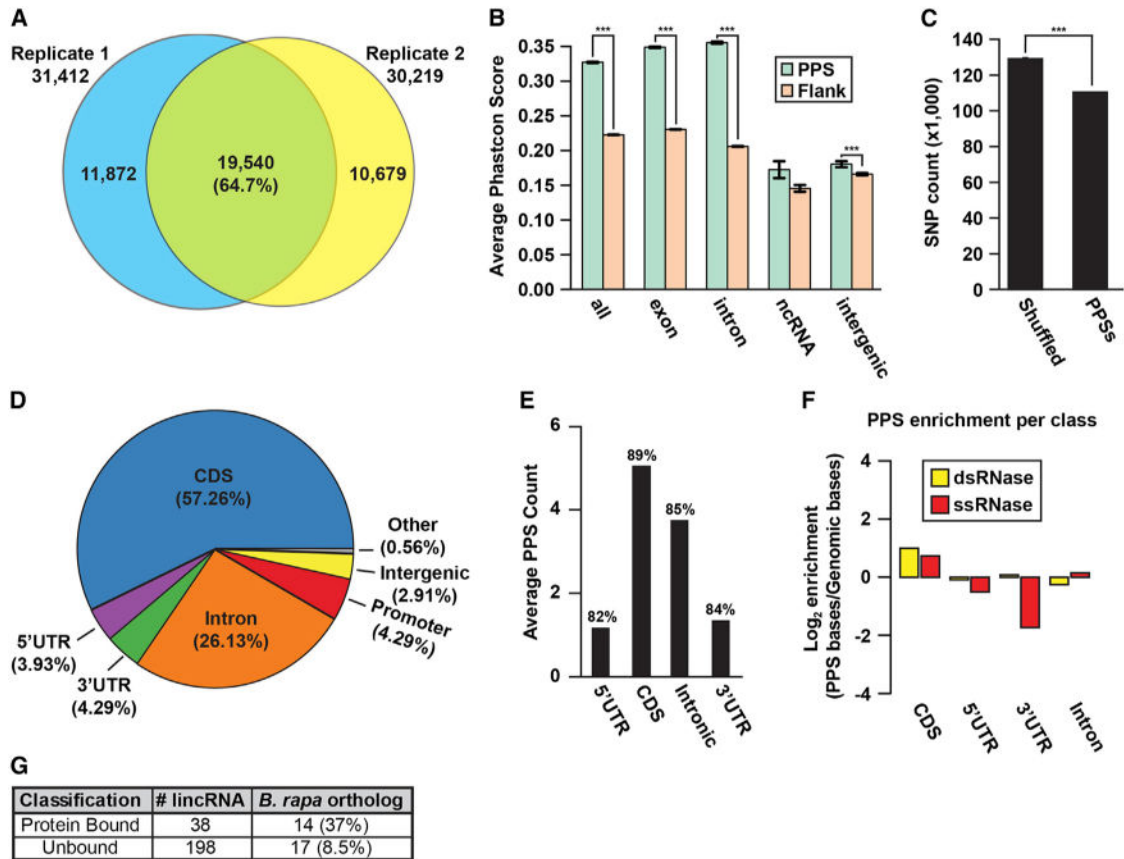 A
Replicate 1
31,412
Replicate 2
30,219
11,872
19,540
(64.7%)
10,679
B
Average Phastcon Score
0.35
0.30
0.25
0.20
0.15
0.10
0.05
0.00
***
***
***
***
PPS
Flank
all
exon
intron
ncRNA
intergenic
C
SNP count (x1,000)
140
120
100
80
60
40
20
0
***
Shuffled
PPSs
D
CDS
(57.26%)
Other
(0.56%)
Intergenic
(2.91%)
Promoter
(4.29%)
Intron
(26.13%)
3'UTR
(4.29%)
5'UTR
(3.93%)
E
Average PPS Count
6
4
2
0
82%
89%
85%
84%
5'UTR
CDS
Intronic
3'UTR
F
PPS enrichment per class
Log2 enrichment
(PPS bases/Genomic bases)
4
2
0
-2
-4
dsRNase
ssRNase
CDS
5'UTR
3'UTR
Intron
G
Classification # lincRNA B. rapa ortholog
Protein Bound 38 14 (37%)
Unbound 198 17 (8.5%)